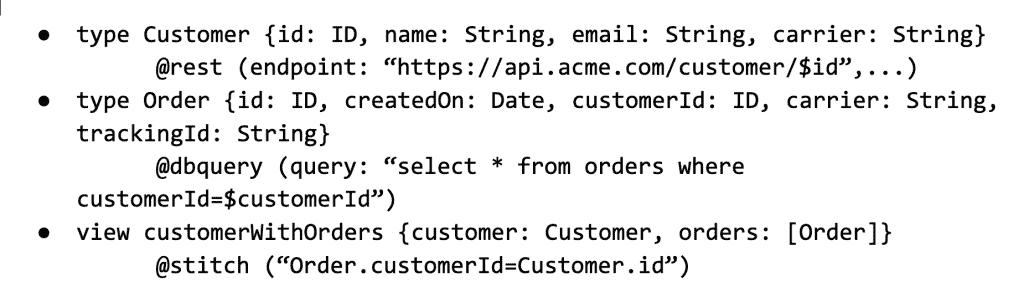 ● type Customer {id: ID, name: String, email: String, carrier: String}
@rest (endpoint: “https://api.acme.com/customer/$id”,...)
● type Order {id: ID, createdOn: Date, customerId: ID, carrier: String,
trackingId: String}
@dbquery (query: “select * from orders where
customerId=$customerId”)
● view customerWithOrders {customer: Customer, orders: [Order]}
@stitch (“Order.customerId=Customer.id”)